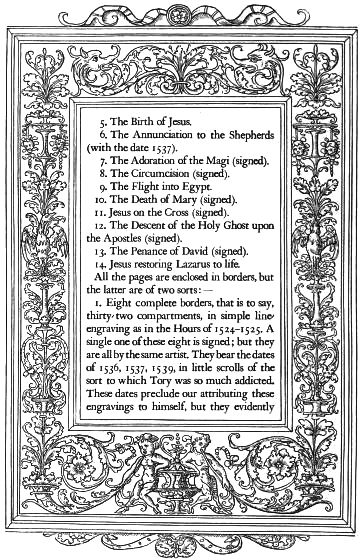 5. The Birth of Jesus.
6. The Annunciation to the Shepherds
(with the date 1537).
7. The Adoration of the Magi (signed).
8. The Circumcision (signed).
9. The Flight into Egypt.
10. The Death of Mary (signed).
11. Jesus on the Cross (signed).
12. The Descent of the Holy Ghost upon
the Apostles (signed).
13. The Penance of David (signed).
14. Jesus restoring Lazarus to life.
All the pages are enclosed in borders, but
the latter are of two sorts:—
1. Eight complete borders, that is to say,
thirty-two compartments, in simple line-
engraving as in the Hours of 1524–1525. A
single one of these eight is signed; but they
are all by the same artist. They bear the dates
of 1536, 1537, 1539, in little scrolls of the
sort to which Tory was so much addicted.
These dates preclude our attributing these
engravings to himself, but they evidently